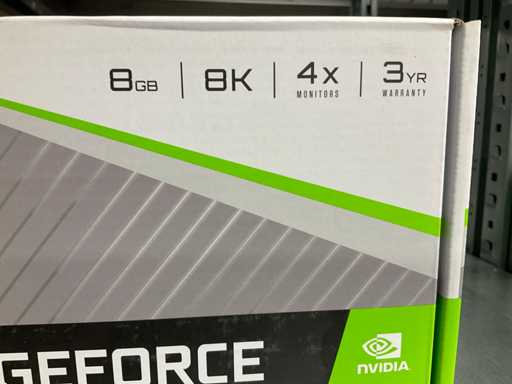 8GB | 8K | 4X MONITORS | 3YR WARRANTY
GEFORCE
NVIDIA